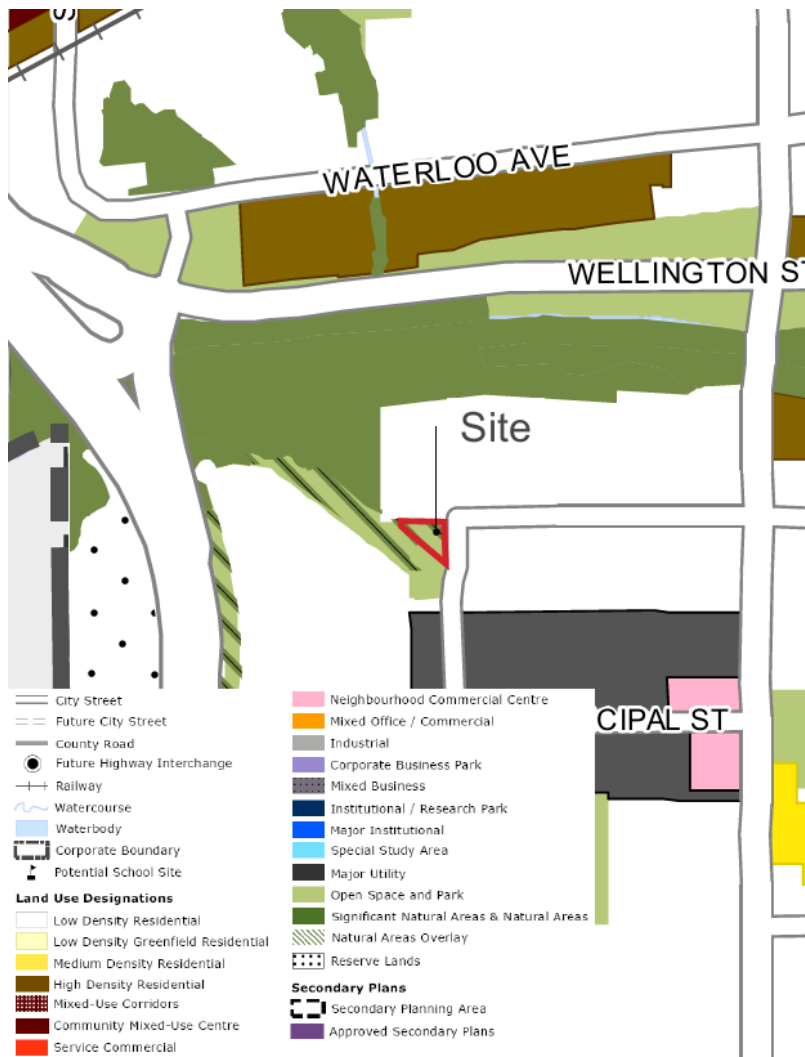 S
WATERLOO AVE
WELLINGTON ST
Site
CIPAL ST
City Street
Future City Street
County Road
Future Highway Interchange
Railway
Watercourse
Waterbody
Corporate Boundary
Potential School Site
Land Use Designations
Low Density Residential
Low Density Greenfield Residential
Medium Density Residential
High Density Residential
Mixed-Use Corridors
Community Mixed-Use Centre
Service Commercial
Neighbourhood Commercial Centre
Mixed Office / Commercial
Industrial
Corporate Business Park
Mixed Business
Institutional / Research Park
Major Institutional
Special Study Area
Major Utility
Open Space and Park
Significant Natural Areas & Natural Areas
Natural Areas Overlay
Reserve Lands
Secondary Plans
Secondary Planning Area
Approved Secondary Plans